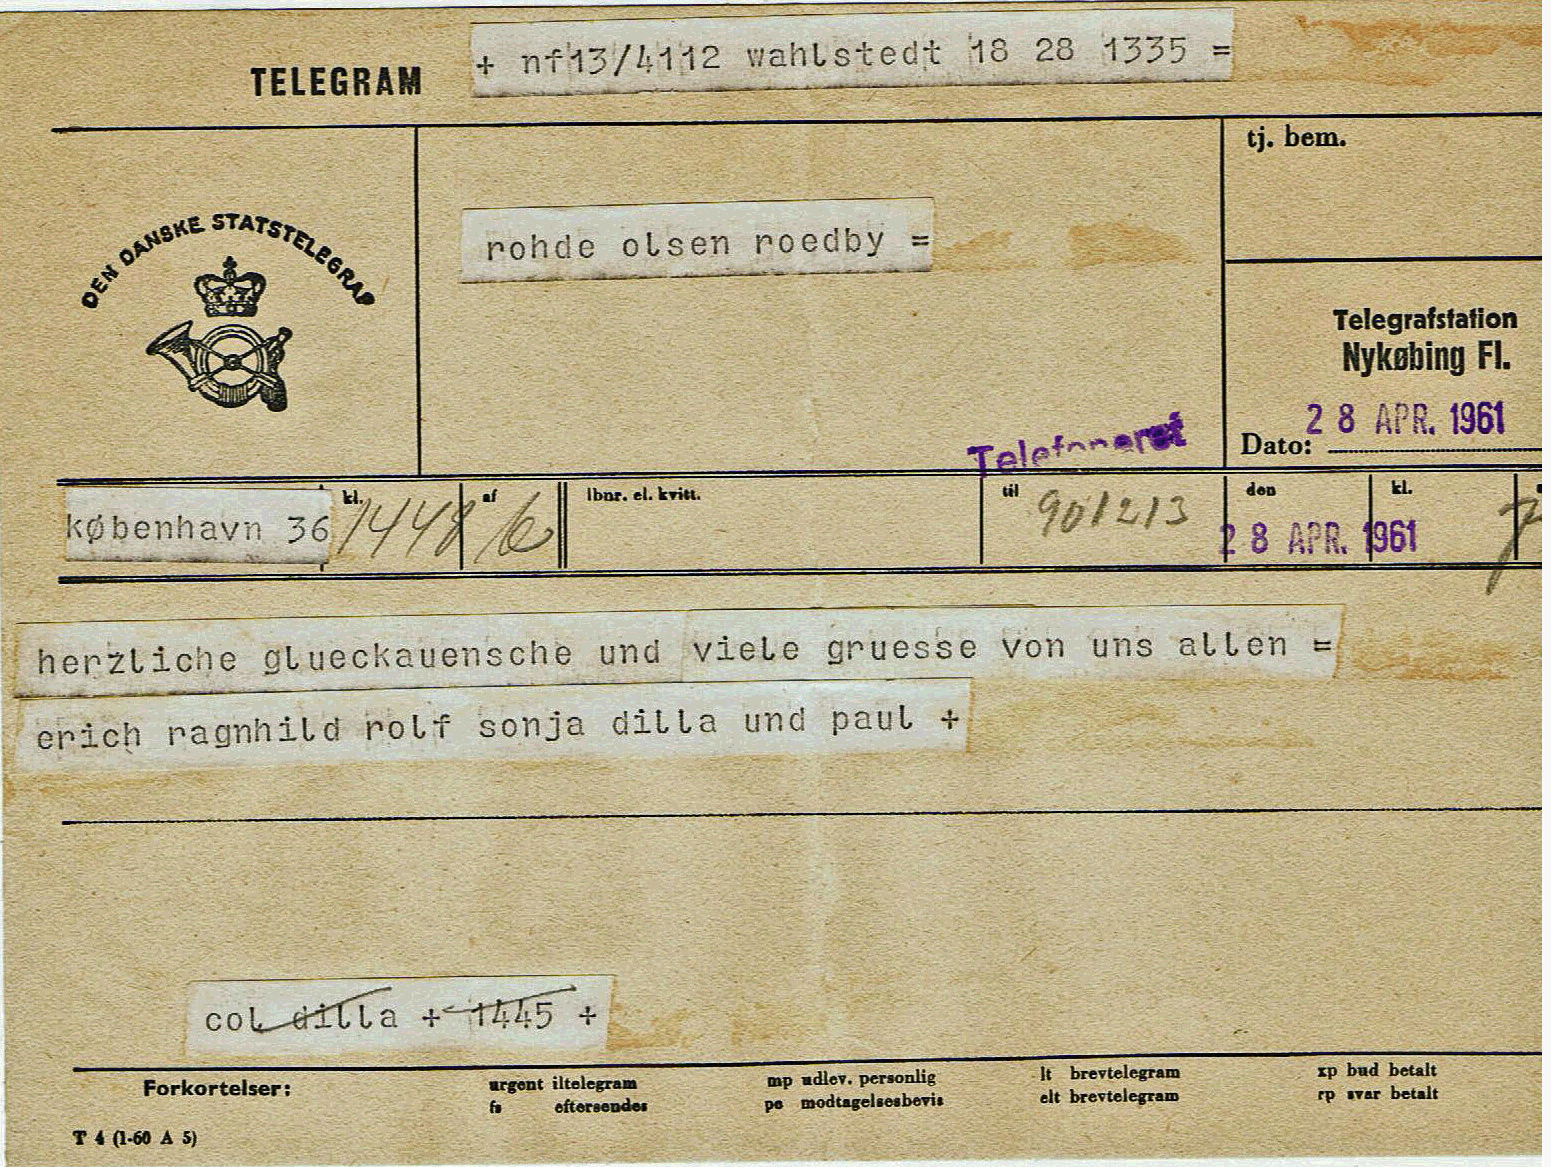 + nf13/4112 wahlstedt 18 28 1335 =
TELEGRAM
tj. bem.
DEN DANSKE STATSTELEGRAF
rohde olsen roedby =
Telegrafstation
Nykøbing Fl.
28 APR. 1961
Dato:
Telefoneret
kl.
af
lbnr. el. kvitt.
til
den
kl.
københavn 36
1448
901213
28 APR. 1961
herzliche glueckauensche und viele gruesse von uns allen =
erich ragnhild rolf sonja dilla und paul +
col dilla + 1445 +
Forkortelser:
urgent iltelegram
mp udlev. personlig
lt brevtelegram
xp bud betalt
fs eftersendes
pc modtagelsesbevis
elt brevtelegram
rp svar betalt
T 4 (1-60 A 5)